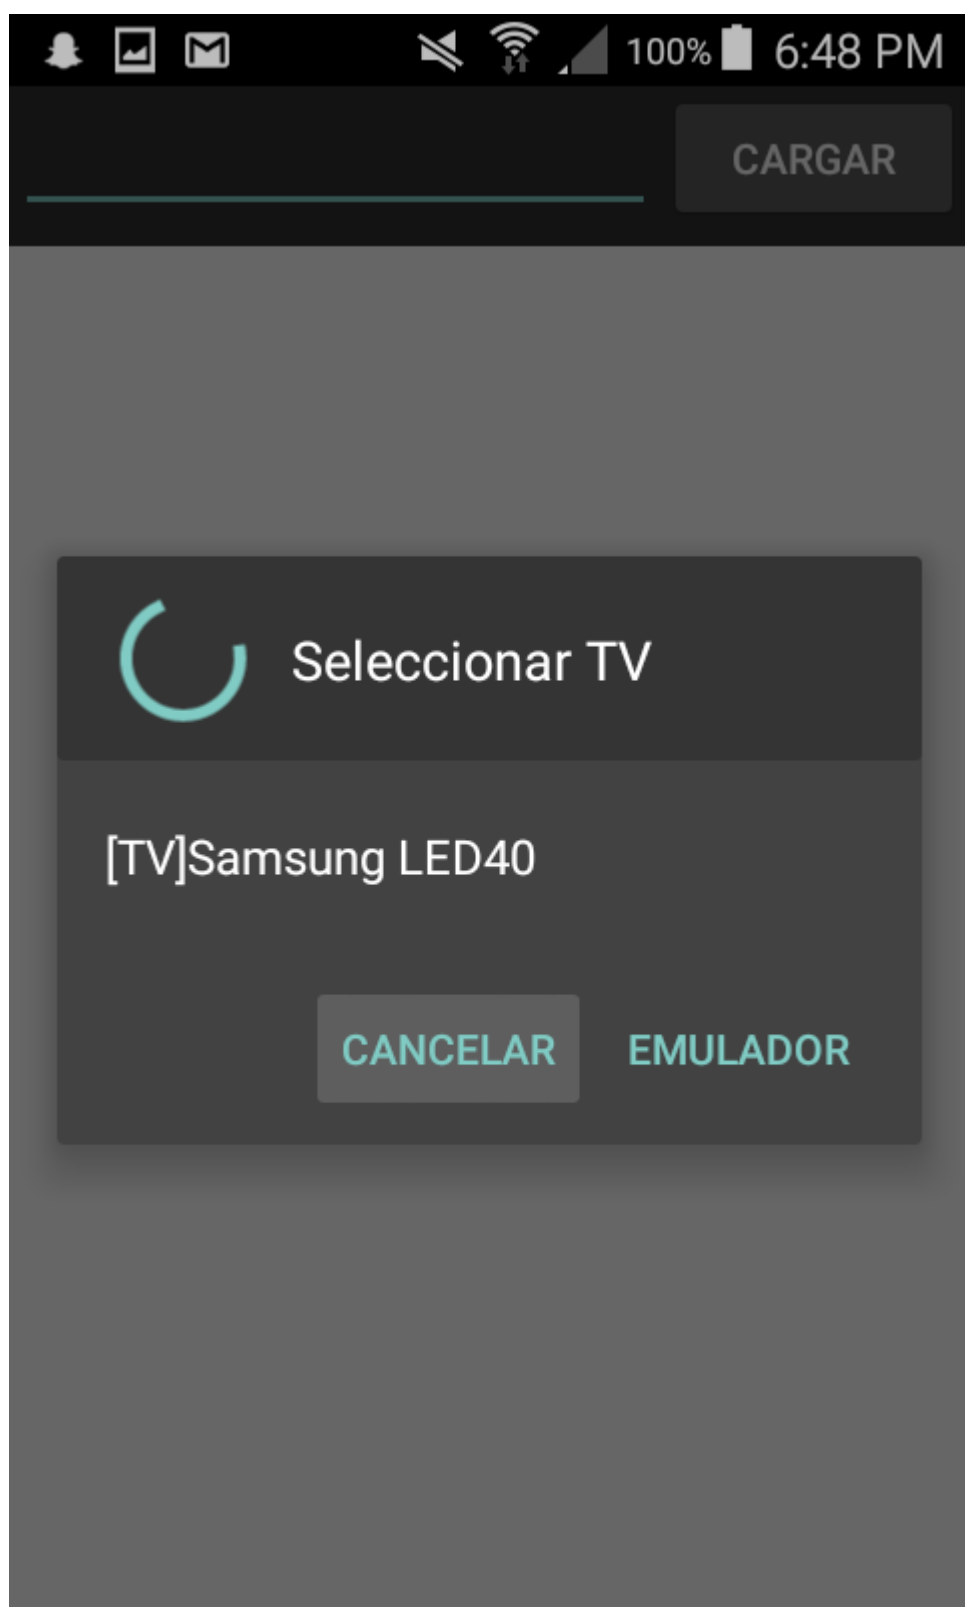 100% 6:48 PM
CARGAR
Seleccionar TV
[TV]Samsung LED40
CANCELAR EMULADOR